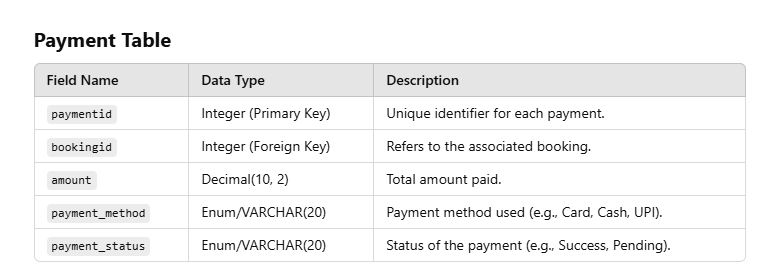 Payment Table
Field Name Data Type Description
paymentid Integer (Primary Key) Unique identifier for each payment.
bookingid Integer (Foreign Key) Refers to the associated booking.
amount Decimal(10, 2) Total amount paid.
payment_method Enum/VARCHAR(20) Payment method used (e.g., Card, Cash, UPI).
payment_status Enum/VARCHAR(20) Status of the payment (e.g., Success, Pending).